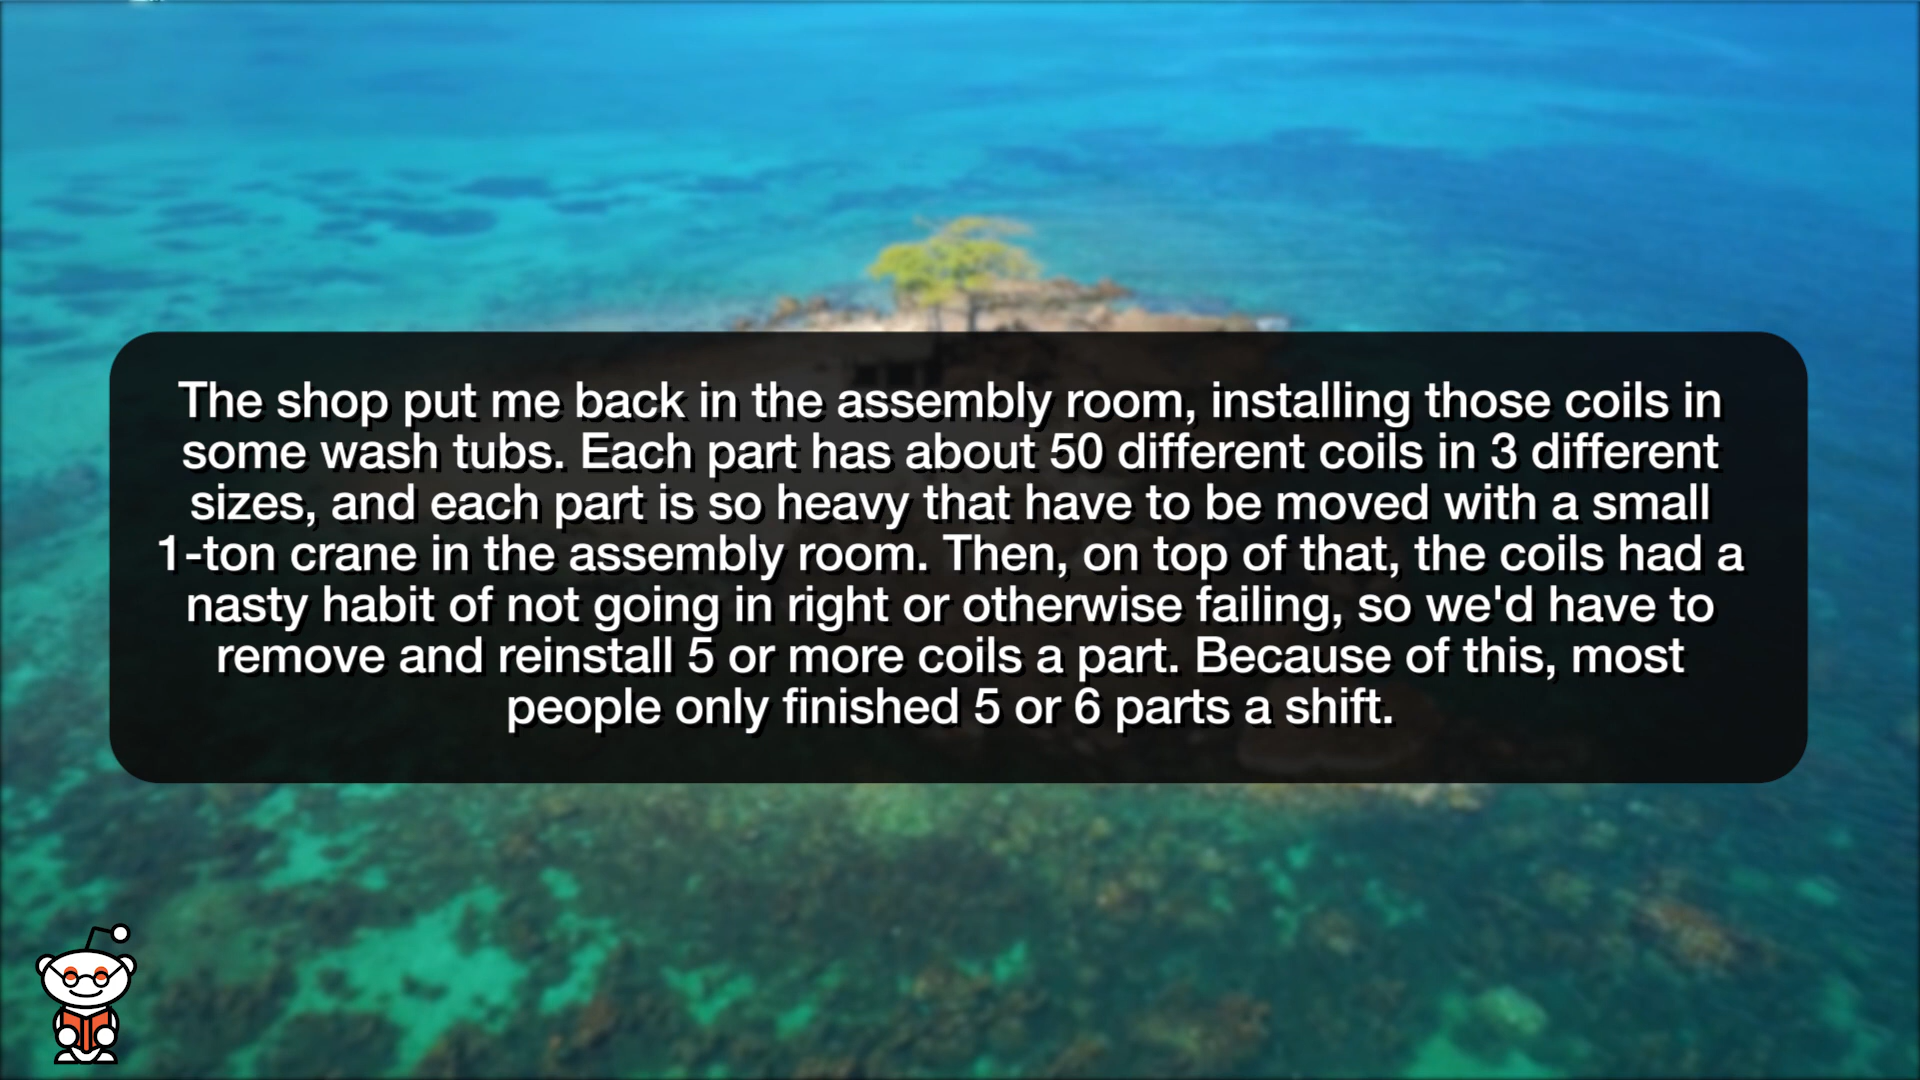 The shop put me back in the assembly room, installing those coils in
some wash tubs. Each part has about 50 different coils in 3 different
sizes, and each part is so heavy that have to be moved with a small
1-ton crane in the assembly room. Then, on top of that, the coils had a
nasty habit of not going in right or otherwise failing, so we'd have to
remove and reinstall 5 or more coils a part. Because of this, most
people only finished 5 or 6 parts a shift.